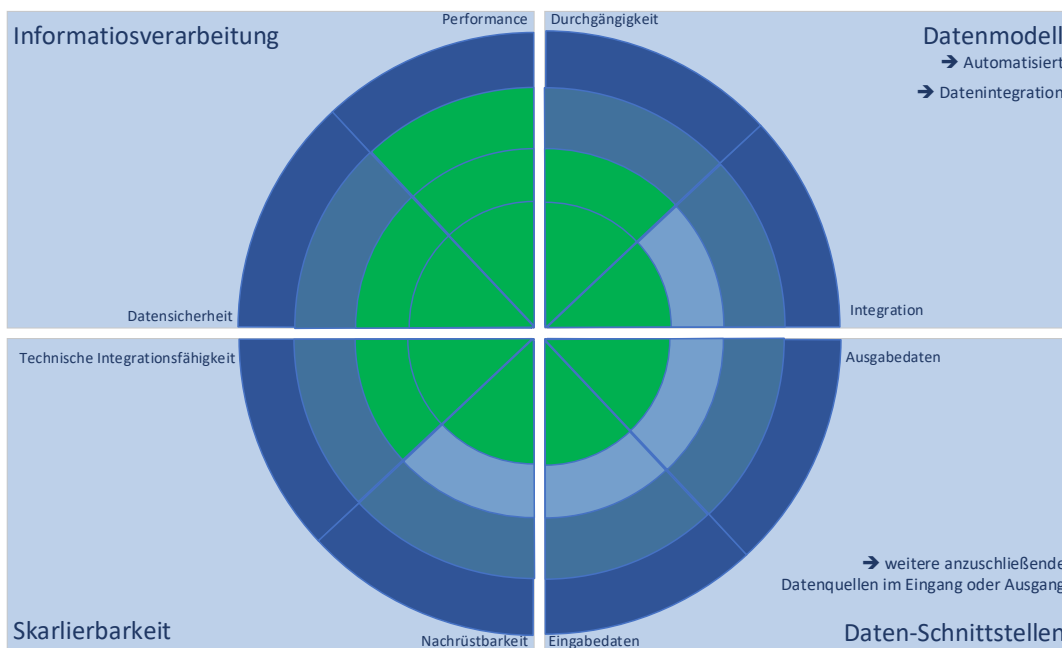 Informatiosverarbeitung
Performance
Durchgängigkeit
Datenmodell
➔ Automatisiert
➔ Datenintegration
Datensicherheit
Integration
Technische Integrationsfähigkeit
Ausgabedaten
➔ weitere anzuschließende
Datenquellen im Eingang oder Ausgang
Skarlierbarkeit
Nachrüstbarkeit
Eingabedaten
Daten-Schnittstellen